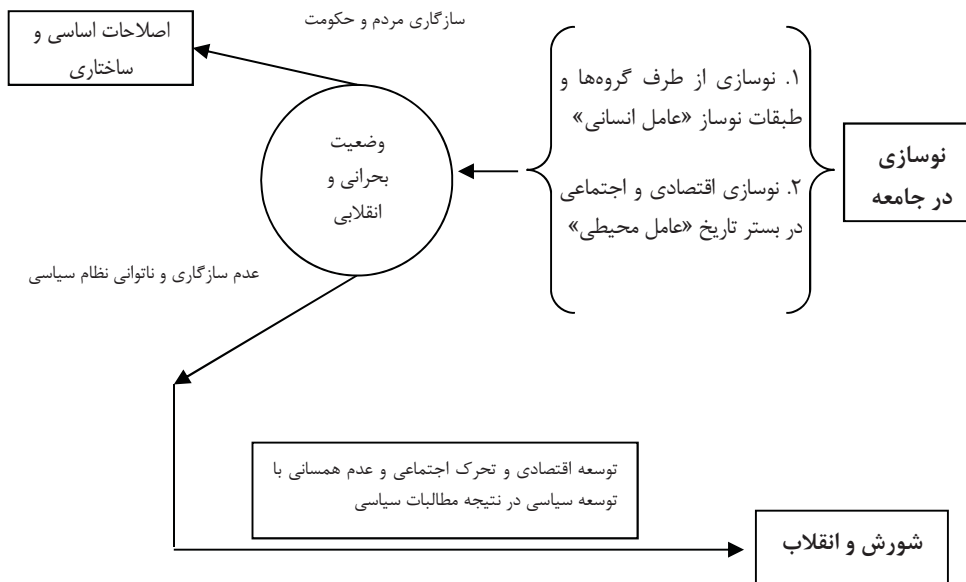 نوسازی
در جامعه
۱. نوسازی از طرف گروه‌ها و
طبقات نوساز «عامل انسانی»
۲. نوسازی اقتصادی و اجتماعی
در بستر تاریخ «عامل محیطی»
وضعیت
بحرانی و
انقلابی
سازگاری مردم و حکومت
اصلاحات اساسی و
ساختاری
عدم سازگاری و ناتوانی نظام سیاسی
توسعه اقتصادی و تحرک اجتماعی و عدم همسانی با
توسعه سیاسی در نتیجه مطالبات سیاسی
شورش و انقلاب